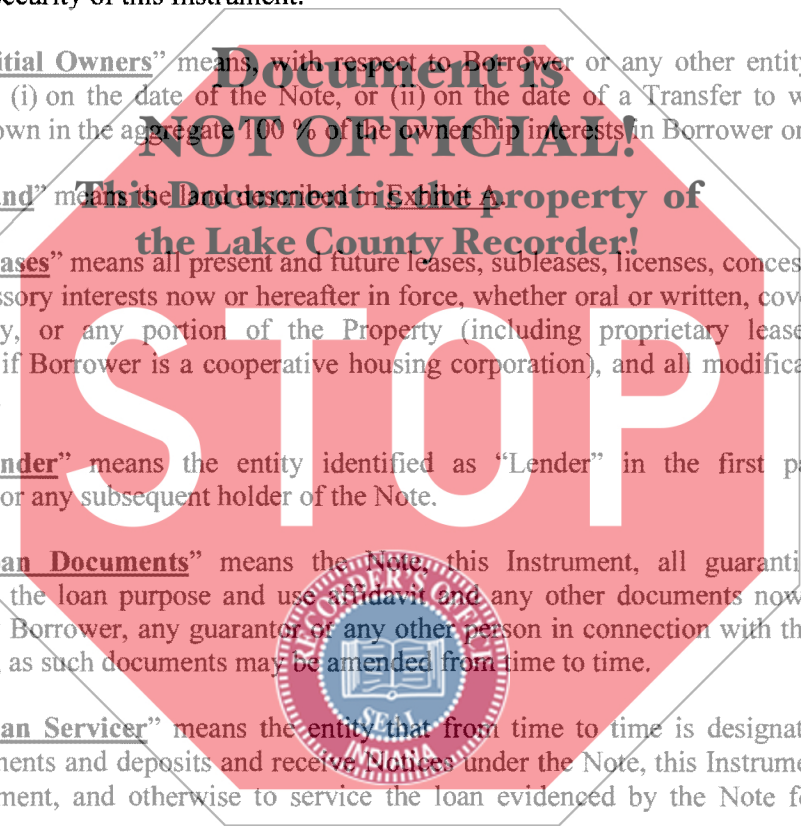 ecurity of this Instrument.
itial Owners” means, with respect to Borrower or any other entity
(i) on the date of the Note, or (ii) on the date of a Transfer to w
own in the aggregate 100 % of the ownership interests in Borrower or
nd” means the land described in Exhibit A.
ases” means all present and future leases, subleases, licenses, conces
ssory interests now or hereafter in force, whether oral or written, cov
y, or any portion of the Property (including proprietary lease
if Borrower is a cooperative housing corporation), and all modifica
nder” means the entity identified as “Lender” in the first pa
or any subsequent holder of the Note.
an Documents” means the Note, this Instrument, all guaranti
the loan purpose and use affidavit and any other documents now
Borrower, any guarantor or any other person in connection with th
as such documents may be amended from time to time.
an Servicer” means the entity that from time to time is designat
nents and deposits and receive Notices under the Note, this Instrume
ment, and otherwise to service the loan evidenced by the Note fo
Document is
NOT OFFICIAL!
This Document is the property of
the Lake County Recorder!
STOP
RECORDER'S OFFICE
SEAL
INDIANA